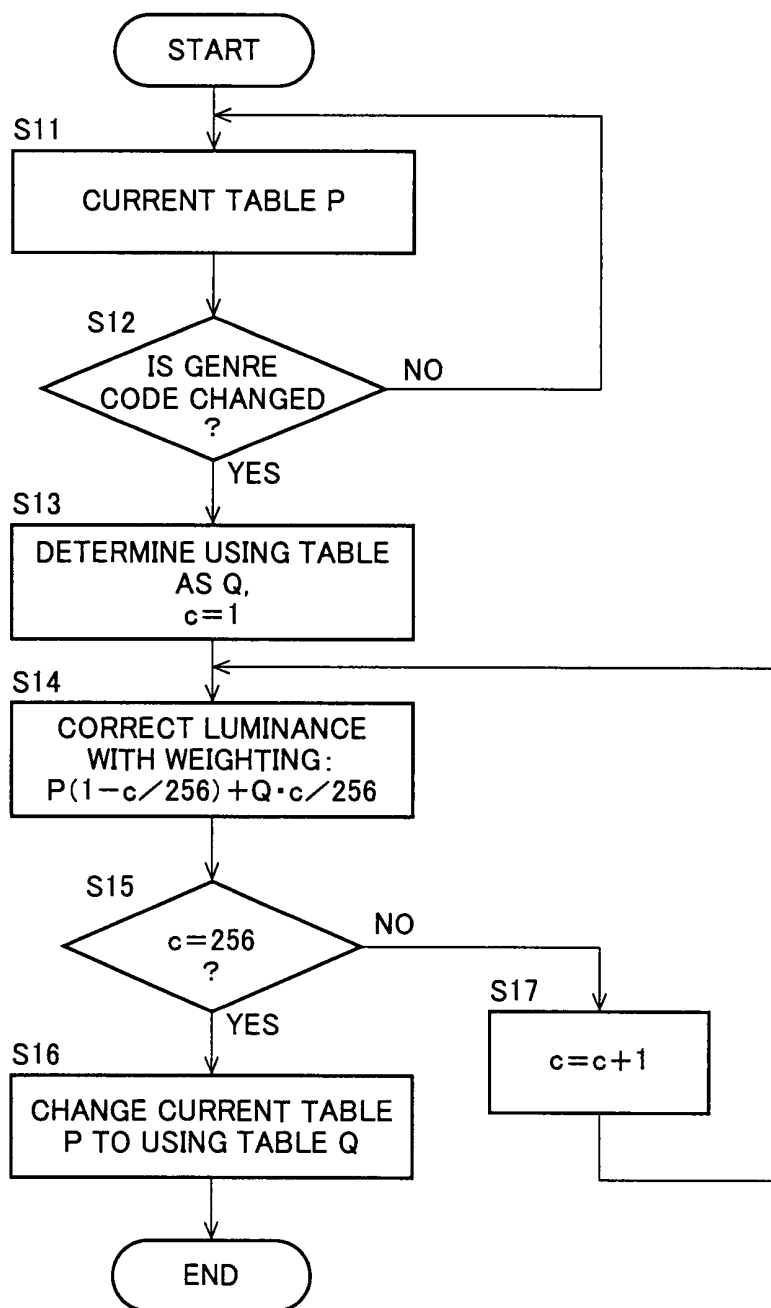 START
S11
CURRENT TABLE P
S12
IS GENRE
CODE CHANGED
?
NO
YES
S13
DETERMINE USING TABLE
AS Q,
c=1
S14
CORRECT LUMINANCE
WITH WEIGHTING:
P(1-c/256)+Q·c/256
S15
c=256
?
NO
YES
S17
c=c+1
S16
CHANGE CURRENT TABLE
P TO USING TABLE Q
END